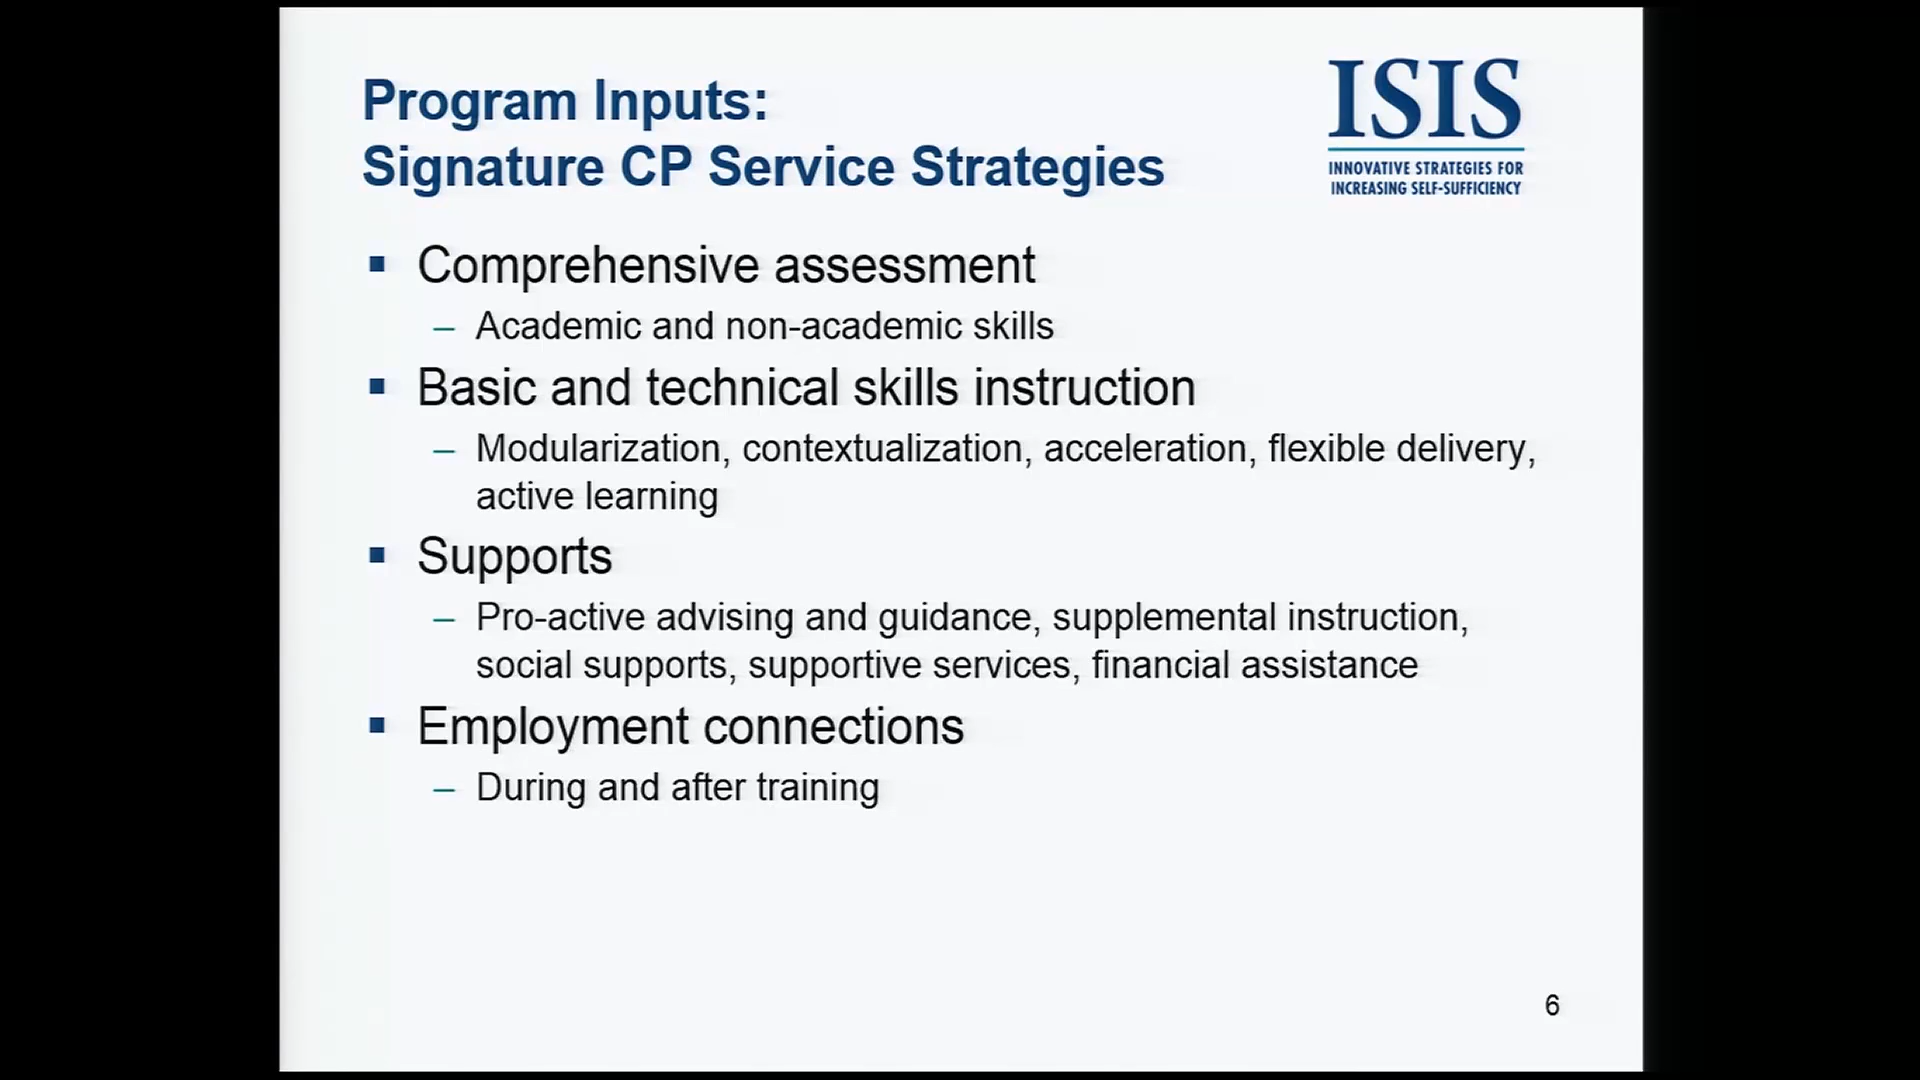 Program Inputs:
Signature CP Service Strategies
ISIS
INNOVATIVE STRATEGIES FOR
INCREASING SELF-SUFFICIENCY
▪ Comprehensive assessment
– Academic and non-academic skills
▪ Basic and technical skills instruction
– Modularization, contextualization, acceleration, flexible delivery,
active learning
▪ Supports
– Pro-active advising and guidance, supplemental instruction,
social supports, supportive services, financial assistance
▪ Employment connections
– During and after training
6